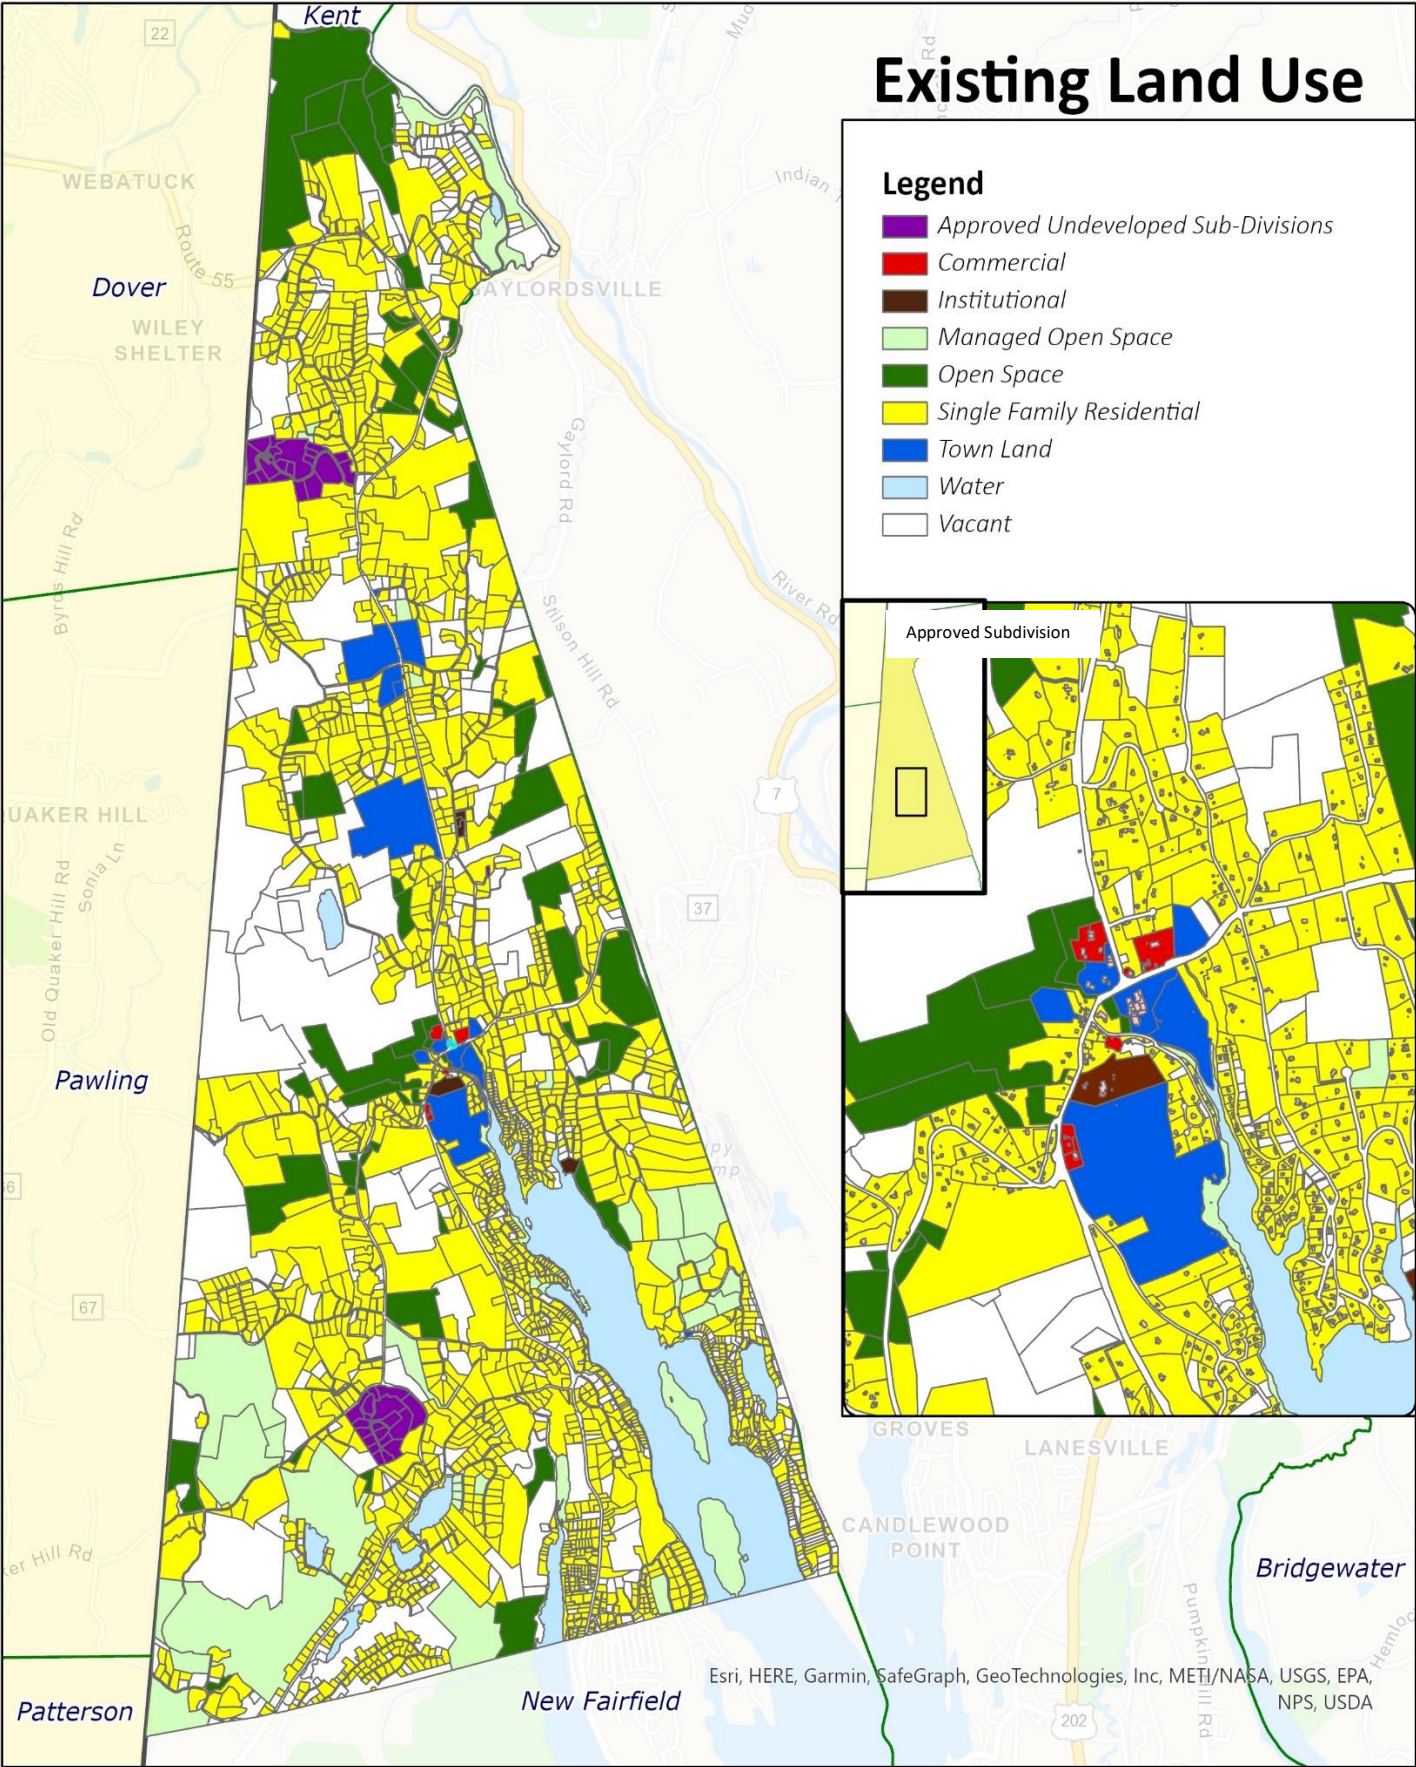 Kent
22
Existing Land Use
Legend
Approved Undeveloped Sub-Divisions
Commercial
Institutional
Managed Open Space
Open Space
Single Family Residential
Town Land
Water
Vacant
WEBATUCK
Route 55
Indian
Dover
GAYLORDSVILLE
WILEY
SHELTER
Gaylord Rd
Byrds Hill Rd
River Rd
Stilson Hill Rd
Approved Subdivision
7
QUAKER HILL
Sonia Ln
Old Quaker Hill Rd
37
Pawling
67
GROVES
LANESVILLE
CANDLEWOOD
POINT
ker Hill Rd
Bridgewater
Pumpkin Hill Rd
Patterson
New Fairfield
Esri, HERE, Garmin, SafeGraph, GeoTechnologies, Inc, METI/NASA, USGS, EPA,
NPS, USDA
202